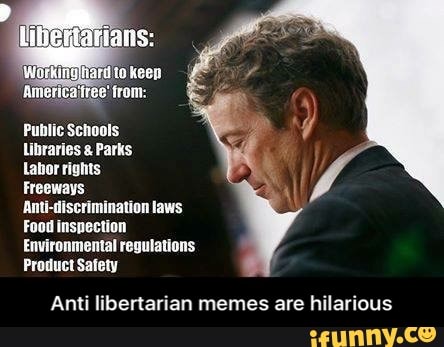 Libertarians:
Working hard to keep
America'free' from:
Public Schools
Libraries & Parks
Labor rights
Freeways
Anti-discrimination laws
Food inspection
Environmental regulations
Product Safety
Anti libertarian memes are hilarious
ifunny.co